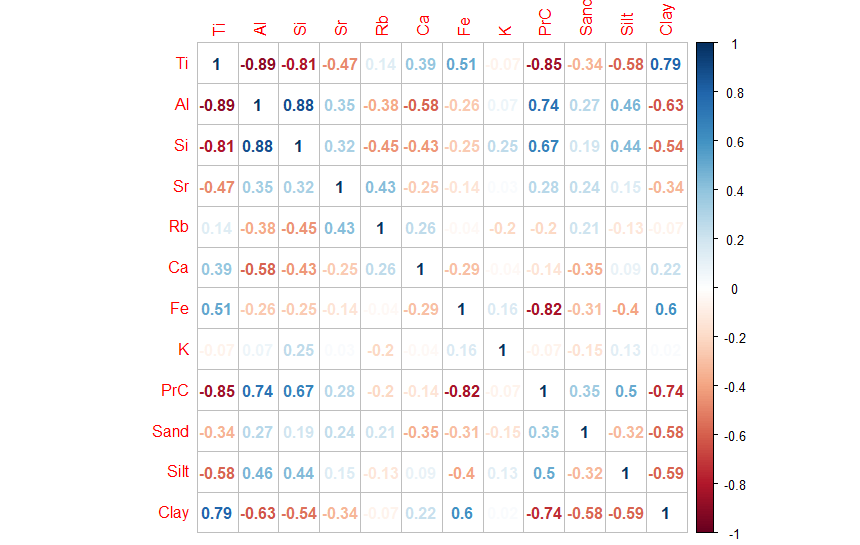 Ti Al Si Sr Rb Ca Fe K PrC Sand Silt Clay
Ti 1 -0.89 -0.81 -0.47 0.14 0.39 0.51 -0.07 -0.85 -0.34 -0.58 0.79
Al -0.89 1 0.88 0.35 -0.38 -0.58 -0.26 0.07 0.74 0.27 0.46 -0.63
Si -0.81 0.88 1 0.32 -0.45 -0.43 -0.25 0.25 0.67 0.19 0.44 -0.54
Sr -0.47 0.35 0.32 1 0.43 -0.25 -0.14 0.28 0.24 0.15 -0.34
Rb 0.14 -0.38 -0.45 0.43 1 0.26 -0.04 -0.2 -0.2 0.21 -0.13 -0.07
Ca 0.39 -0.58 -0.43 -0.25 0.26 1 -0.29 -0.04 -0.14 -0.35 0.09 0.22
Fe 0.51 -0.26 -0.25 -0.14 -0.04 -0.29 1 0.16 -0.82 -0.31 -0.4 0.6
K -0.07 0.07 0.25 -0.2 -0.04 0.16 1 -0.07 -0.15 0.13
PrC -0.85 0.74 0.67 0.28 -0.2 -0.14 -0.82 -0.07 1 0.35 0.5 -0.74
Sand -0.34 0.27 0.19 0.24 0.21 -0.35 -0.31 -0.15 0.35 1 -0.32 -0.58
Silt -0.58 0.46 0.44 0.15 -0.13 0.09 -0.4 0.13 0.5 -0.32 1 -0.59
Clay 0.79 -0.63 -0.54 -0.34 -0.07 0.22 0.6 -0.74 -0.58 -0.59 1
1
0.8
0.6
0.4
0.2
0
-0.2
-0.4
-0.6
-0.8
-1